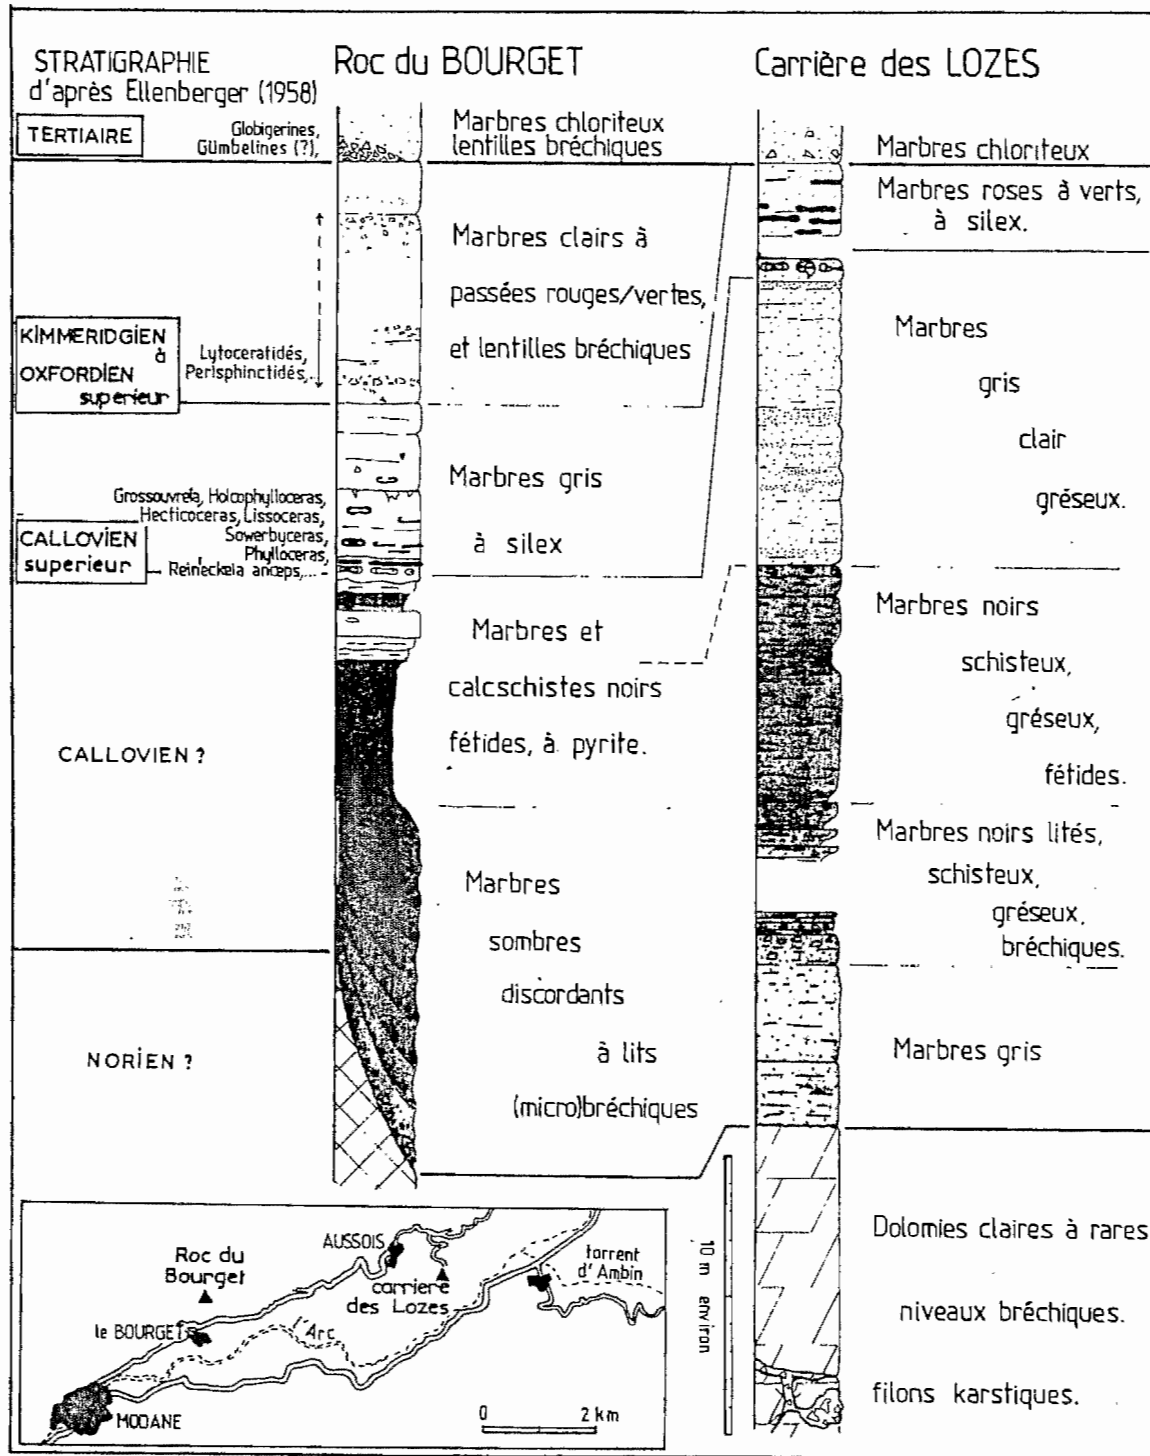 STRATIGRAPHIE
d'après Ellenberger (1958)
TERTIAIRE
Globigerines,
Gümbelines (?),
KIMMERIDGIEN
à
OXFORDIEN
superieur
Lytoceratidés,
Perisphinctidés,...
Grossouvreia, Holcophylloceras,
Hecticoceras, Lissoceras,
Sowerbyceras,
Phylloceras,
Reineckeia anceps,...
CALLOVIEN
superieur
CALLOVIEN ?
NORIEN ?
Roc du BOURGET
Marbres chloriteux
lentilles bréchiques
Marbres clairs à
passées rouges/vertes,
et lentilles bréchiques
Marbres gris
à silex
Marbres et
calcschistes noirs
fétides, à pyrite.
Marbres
sombres
discordants
à lits
(micro)bréchiques
Carrière des LOZES
Marbres chloriteux
Marbres roses à verts,
à silex.
Marbres
gris
clair
gréseux.
Marbres noirs
schisteux,
gréseux,
fétides.
Marbres noirs lités,
schisteux,
gréseux,
bréchiques.
Marbres gris
Dolomies claires à rares
niveaux bréchiques.
filons karstiques.
10 m environ
Roc du
Bourget
AUSSOIS
carriere
des Lozes
torrent
d'Ambin
le BOURGET
l'Arc
MODANE
0 2 km